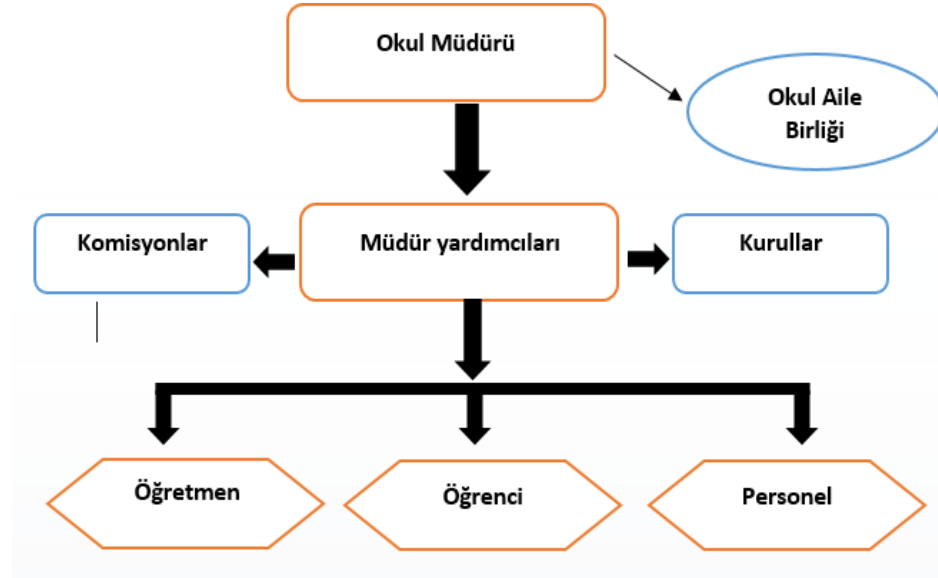 Okul Müdürü
Okul Aile
Birliği
Komisyonlar
Müdür yardımcıları
Kurullar
Öğretmen
Öğrenci
Personel